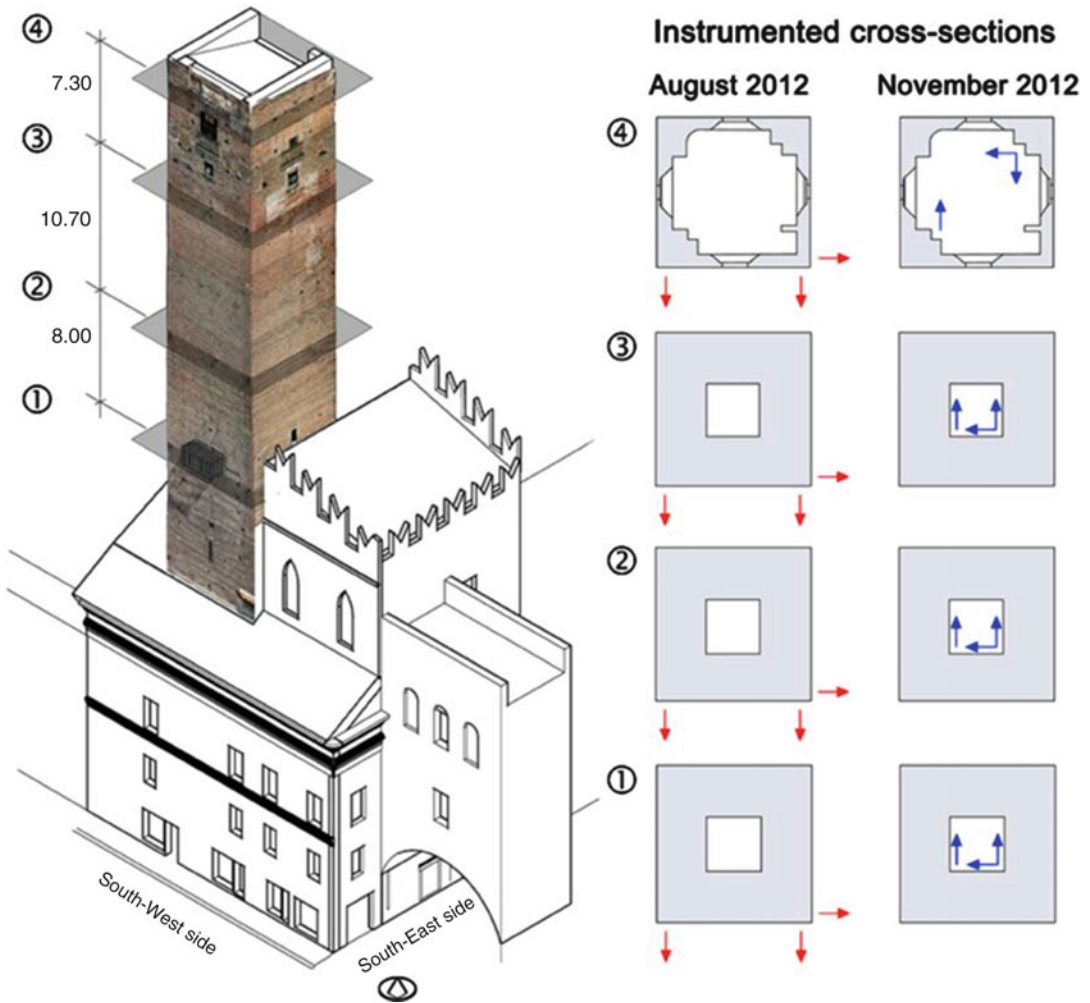 ④
7.30
③
10.70
②
8.00
①
South-West side
South-East side
Instrumented cross-sections
August 2012
November 2012
④
③
②
①